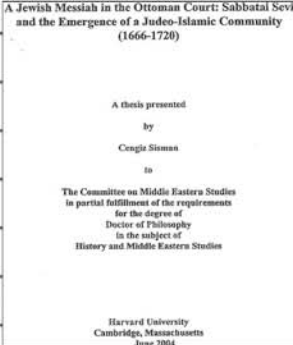 A Jewish Messiah in the Ottoman Court: Sabbatai Sevi
and the Emergence of a Judeo-Islamic Community
(1666-1720)
A thesis presented
by
Cengiz Sisman
to
The Committee on Middle Eastern Studies
in partial fulfillment of the requirements
for the degree of
Doctor of Philosophy
in the subject of
History and Middle Eastern Studies
Harvard University
Cambridge, Massachusetts
June 2004